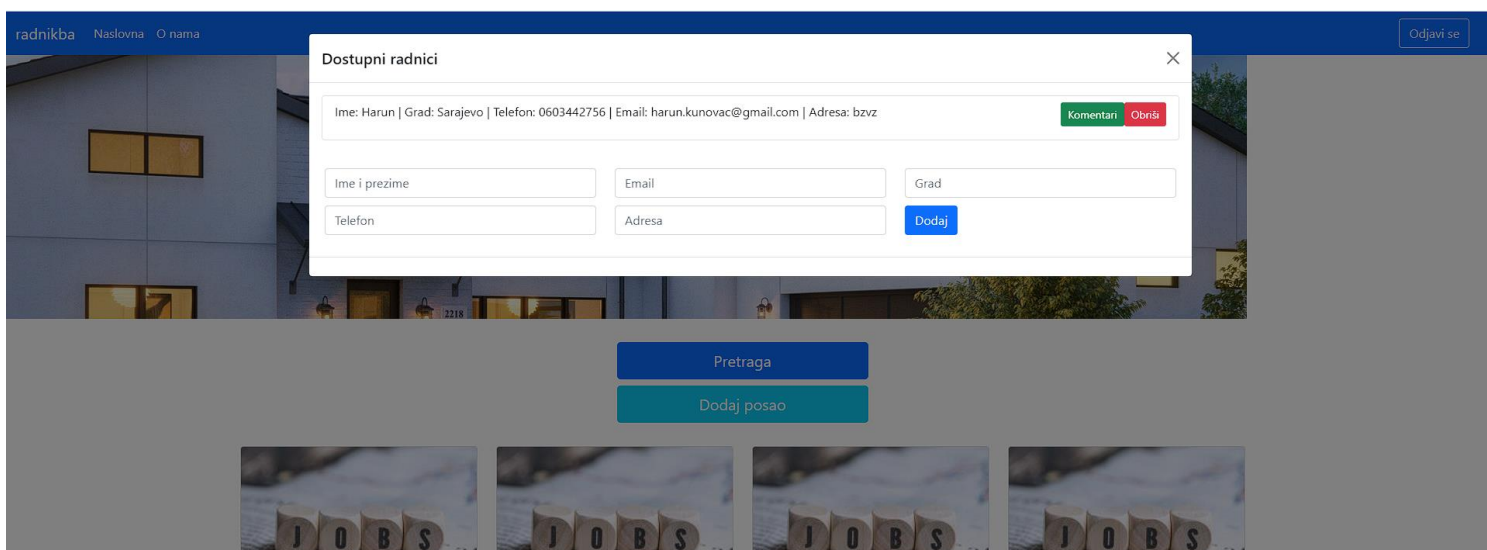 radnikba Naslovna O nama Odjavi se
Dostupni radnici
Ime: Harun | Grad: Sarajevo | Telefon: 0603442756 | Email: harun.kunovac@gmail.com | Adresa: bzvz Komentari Obriši
Ime i prezime Email Grad
Telefon Adresa Dodaj
2218
Pretraga
Dodaj posao
JOBS JOBS JOBS JOBS